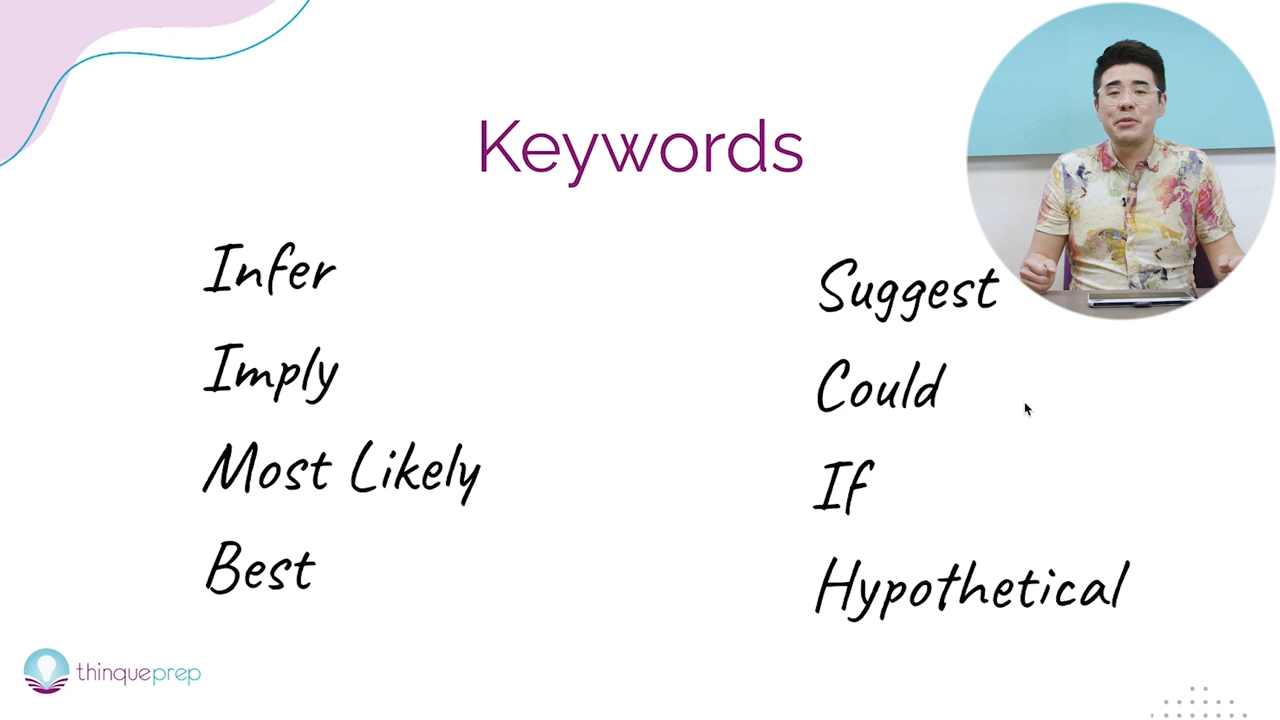 Keywords
Infer
Imply
Most Likely
Best
Suggest
Could
If
Hypothetical
thinqueprep